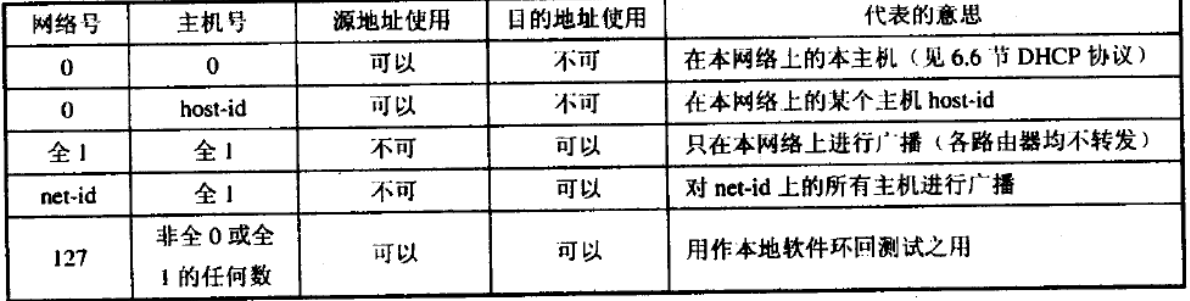 网络号 主机号 源地址使用 目的地址使用 代表的意思
0 0 可以 不可 在本网络上的本主机（见 6.6 节 DHCP 协议）
0 host-id 可以 不可 在本网络上的某个主机 host-id
全 1 全 1 不可 可以 只在本网络上进行广播（各路由器均不转发）
net-id 全 1 不可 可以 对 net-id 上的所有主机进行广播
127 非全 0 或全 可以 可以 用作本地软件环回测试之用
1 的任何数